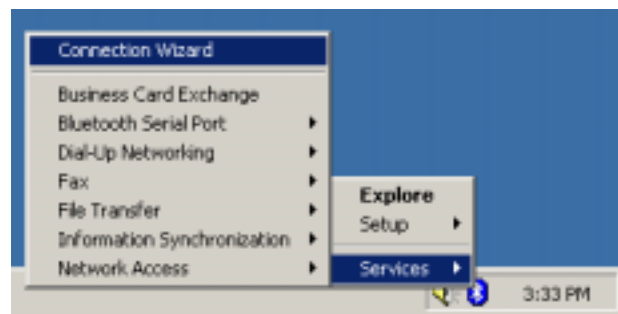 Connection Wizard
Business Card Exchange
Bluetooth Serial Port
Dial-Up Networking
Fax
File Transfer
Information Synchronization
Network Access
Explore
Setup
Services
3:33 PM